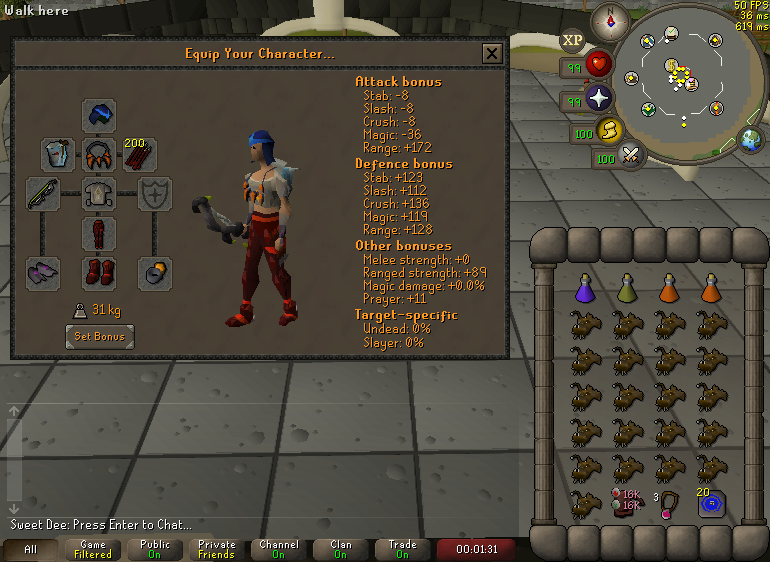 Walk here
50 FPS
36 ms
619 ms
Equip Your Character...
XP
99
99
100
100
200
Attack bonus
Stab: -8
Slash: -8
Crush: -8
Magic: -36
Range: +172
Defence bonus
Stab: +123
Slash: +112
Crush: +136
Magic: +119
Range: +128
Other bonuses
Melee strength: +0
Ranged strength: +89
Magic damage: +0.0%
Prayer: +11
Target-specific
Undead: 0%
Slayer: 0%
31 kg
Set Bonus
16K
16K
3
20
Sweet Dee: Press Enter to Chat...
All
Game
Filtered
Public
On
Private
Friends
Channel
On
Clan
On
Trade
On
00:01:31